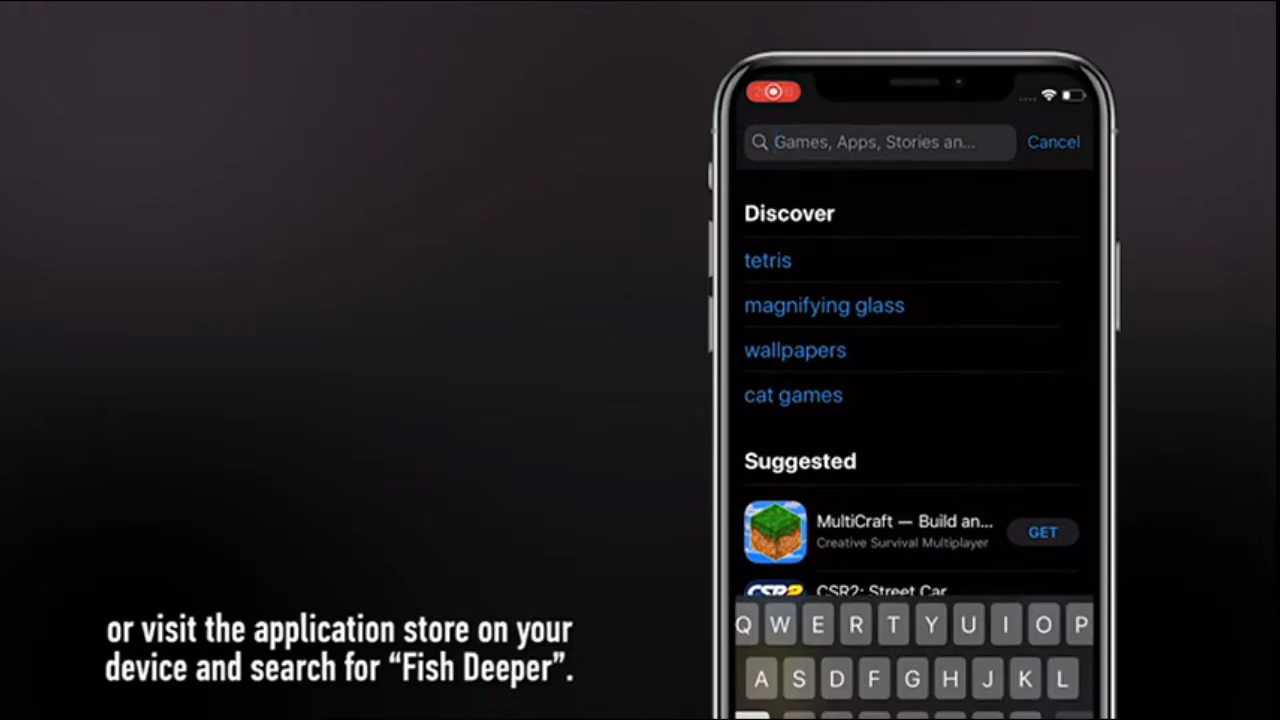 Games, Apps, Stories an...
Cancel
Discover
tetris
magnifying glass
wallpapers
cat games
Suggested
MultiCraft — Build an...
Creative Survival Multiplayer
GET
CSR2: Street Car
Q W E R T Y U I O P
A S D F G H J K L
or visit the application store on your
device and search for “Fish Deeper”.